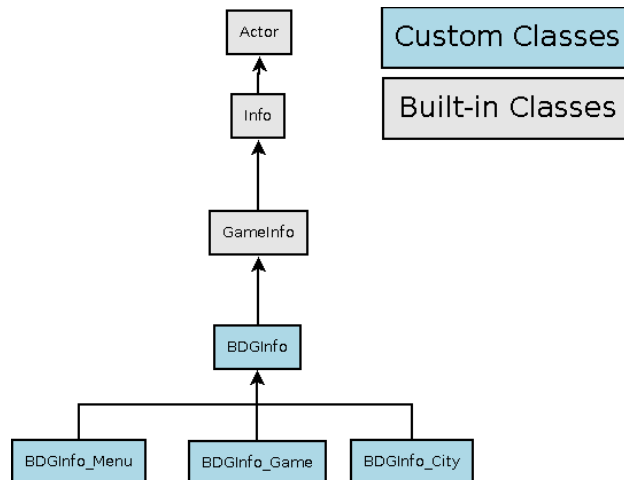 Actor
Custom Classes
Info
Built-in Classes
GameInfo
BDGInfo
BDGInfo_Menu
BDGInfo_Game
BDGInfo_City